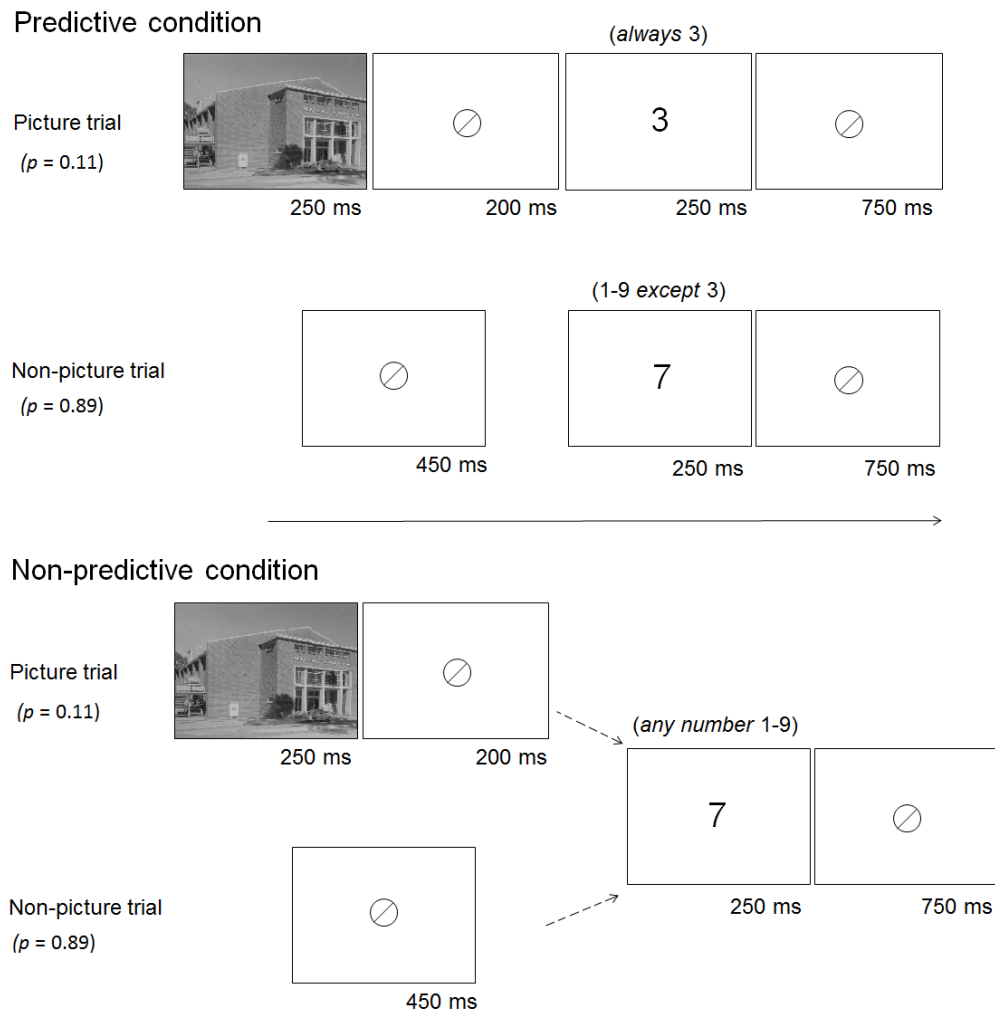 Predictive condition
(always 3)
Picture trial
(p = 0.11)
3
250 ms 200 ms 250 ms 750 ms
(1-9 except 3)
Non-picture trial
(p = 0.89)
7
450 ms 250 ms 750 ms
Non-predictive condition
Picture trial
(p = 0.11)
250 ms 200 ms
(any number 1-9)
7
250 ms 750 ms
Non-picture trial
(p = 0.89)
450 ms